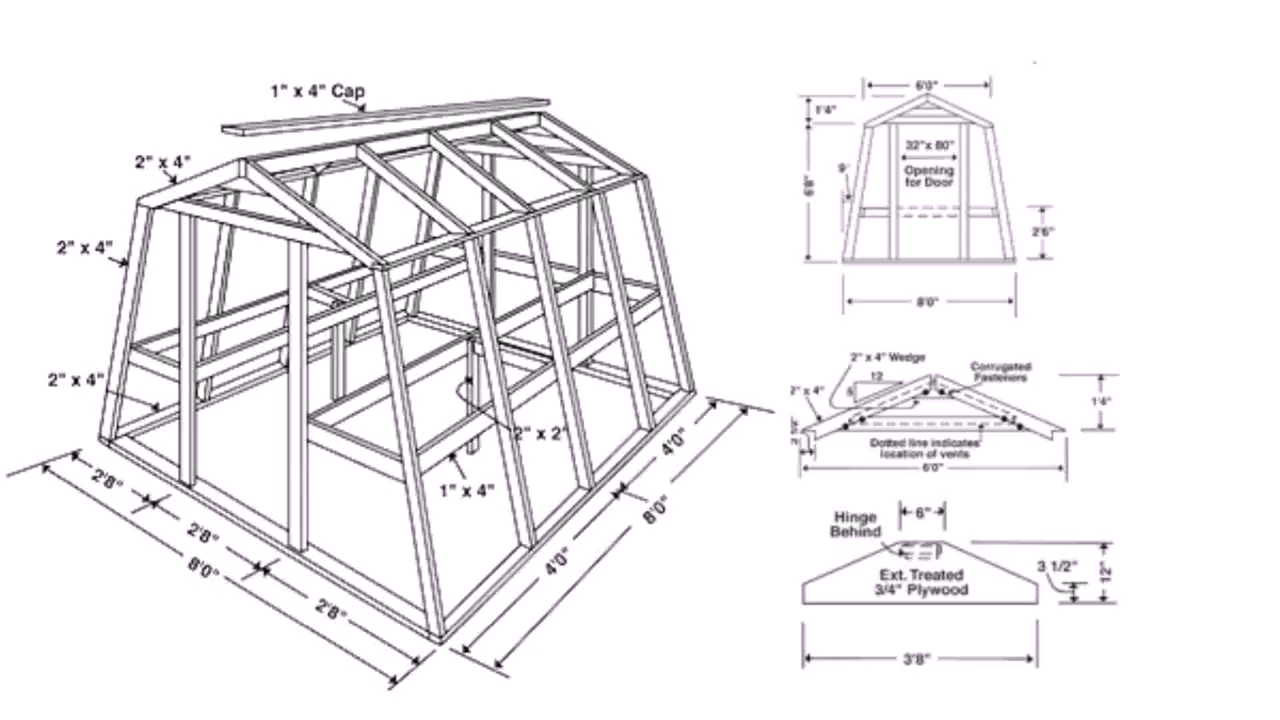 1" x 4" Cap
2" x 4"
2" x 4"
2" x 4"
2" x 2"
1" x 4"
2'8"
2'8"
8'0"
2'8"
4'0"
4'0"
8'0"
6'0"
1'4"
32"x 80"
Opening
for Door
6'8"
9"
2'6"
8'0"
2" x 4" Wedge
12
5
Corrugated
Fasteners
2" x 4"
1'4"
Dotted line indicates
location of vents
6'0"
6"
Hinge
Behind
Ext. Treated
3/4" Plywood
3 1/2"
12"
3'8"